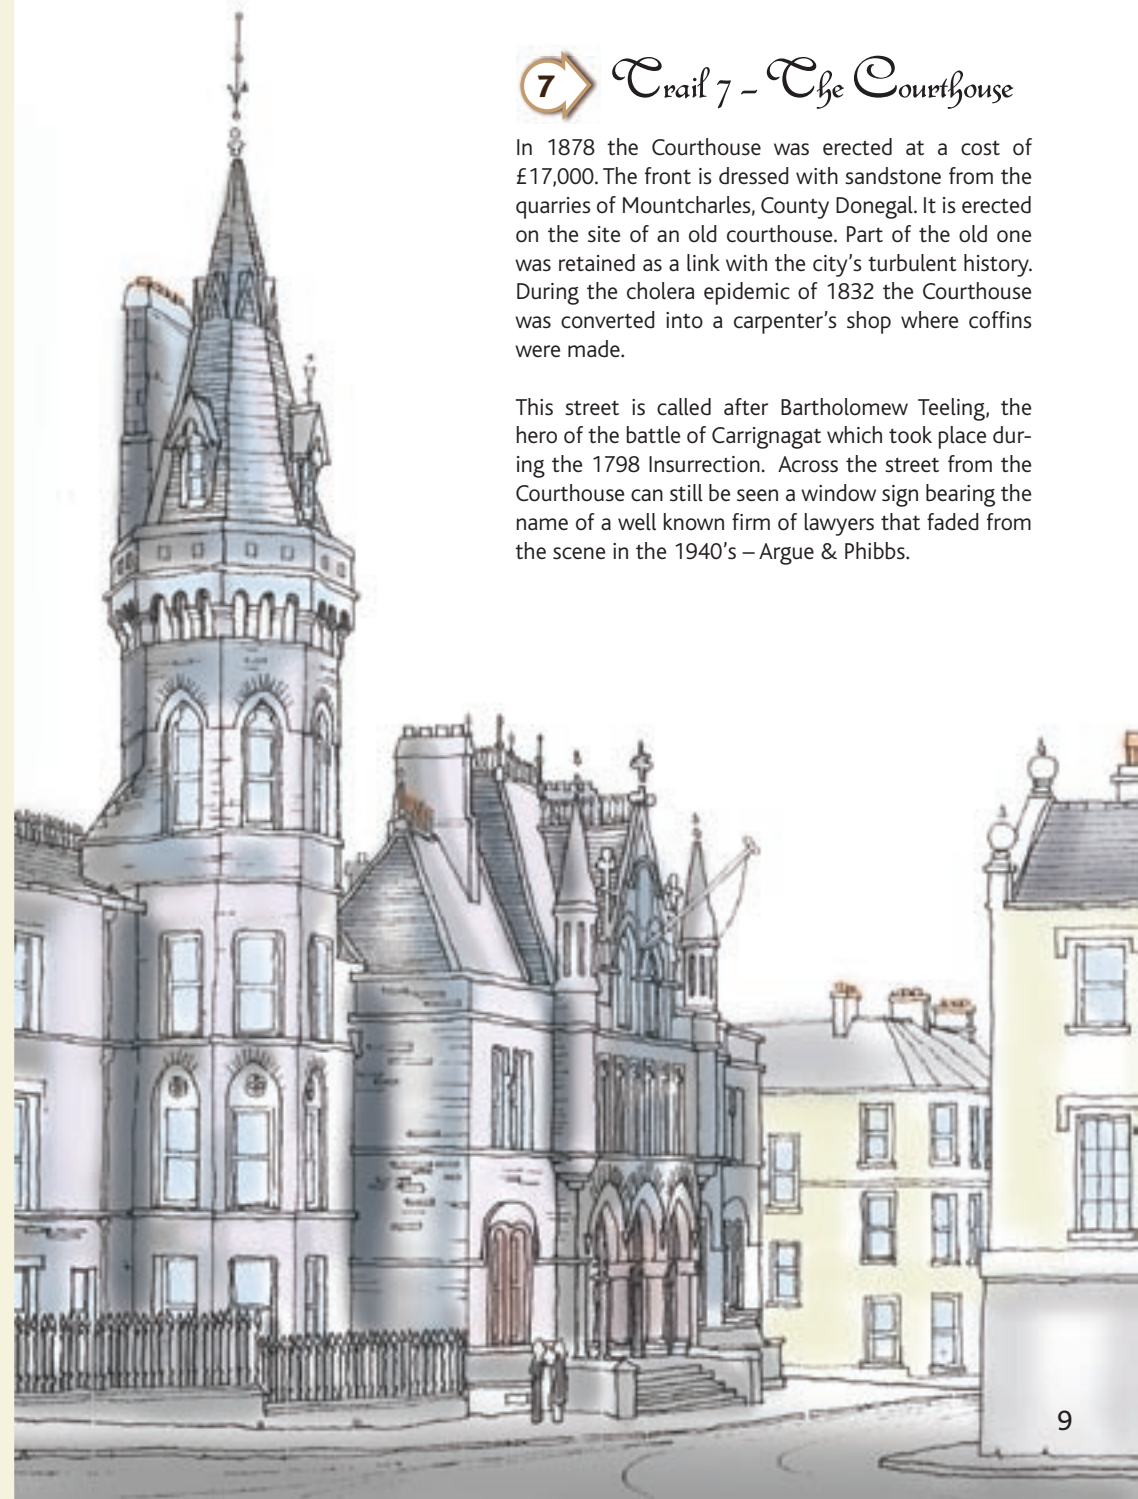 7
Trail 7 – The Courthouse
In 1878 the Courthouse was erected at a cost of
£17,000. The front is dressed with sandstone from the
quarries of Mountcharles, County Donegal. It is erected
on the site of an old courthouse. Part of the old one
was retained as a link with the city's turbulent history.
During the cholera epidemic of 1832 the Courthouse
was converted into a carpenter's shop where coffins
were made.
This street is called after Bartholomew Teeling, the
hero of the battle of Carrignagat which took place dur-
ing the 1798 Insurrection. Across the street from the
Courthouse can still be seen a window sign bearing the
name of a well known firm of lawyers that faded from
the scene in the 1940's – Argue & Phibbs.
9